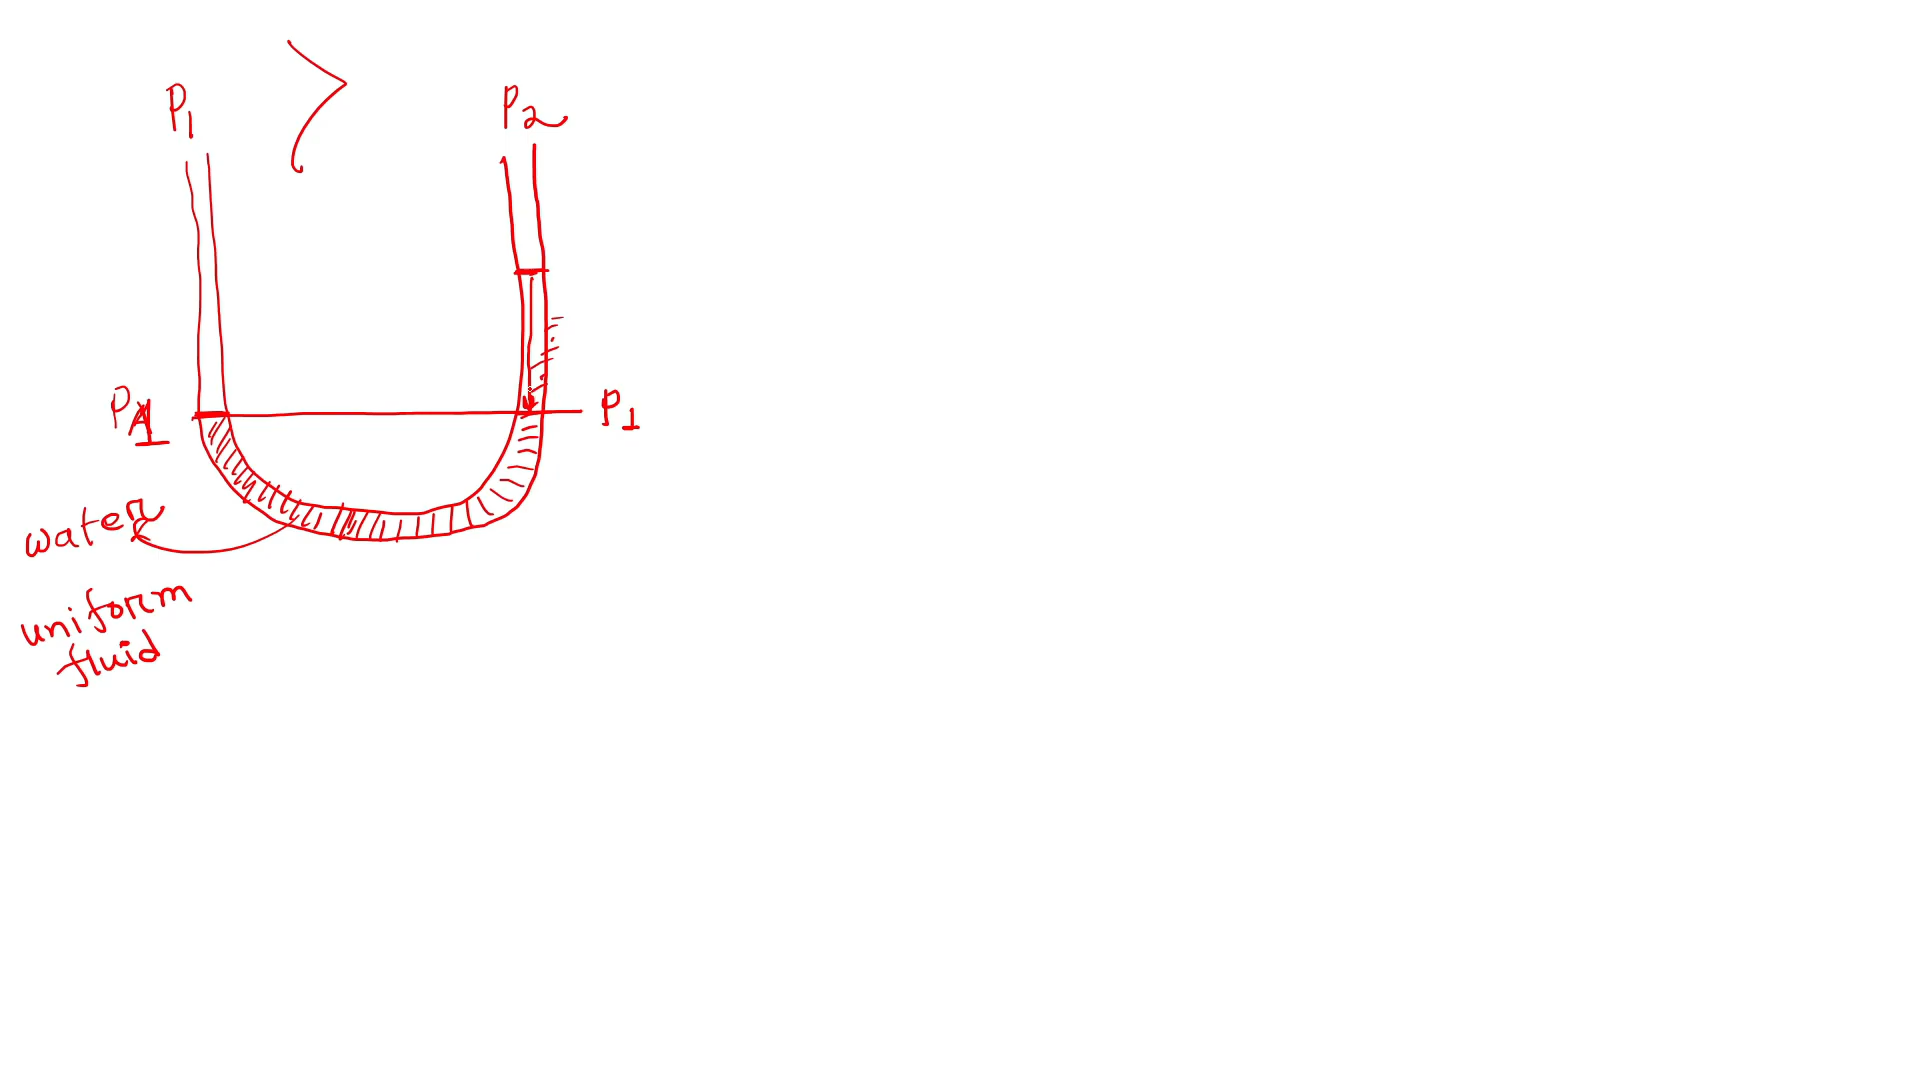 P1 > P2
P1 P1
water
uniform
fluid